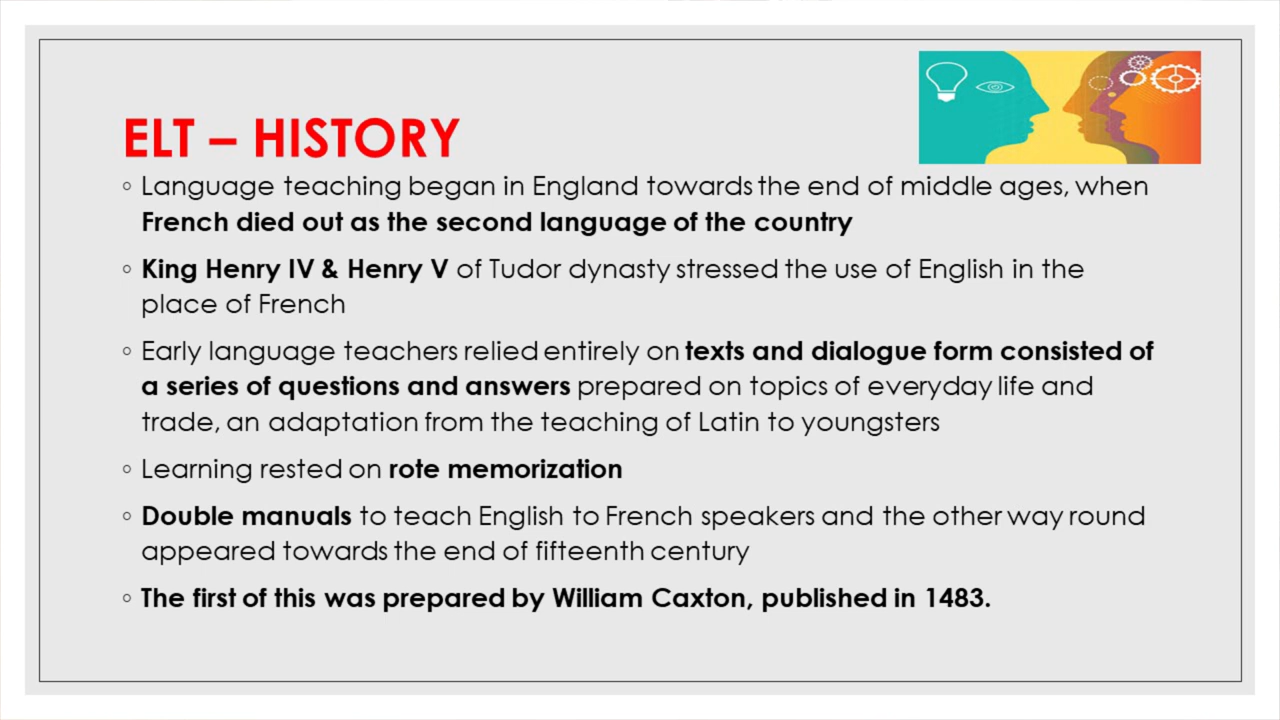 ELT – HISTORY
◦ Language teaching began in England towards the end of middle ages, when
French died out as the second language of the country
◦ King Henry IV & Henry V of Tudor dynasty stressed the use of English in the
place of French
◦ Early language teachers relied entirely on texts and dialogue form consisted of
a series of questions and answers prepared on topics of everyday life and
trade, an adaptation from the teaching of Latin to youngsters
◦ Learning rested on rote memorization
◦ Double manuals to teach English to French speakers and the other way round
appeared towards the end of fifteenth century
◦ The first of this was prepared by William Caxton, published in 1483.